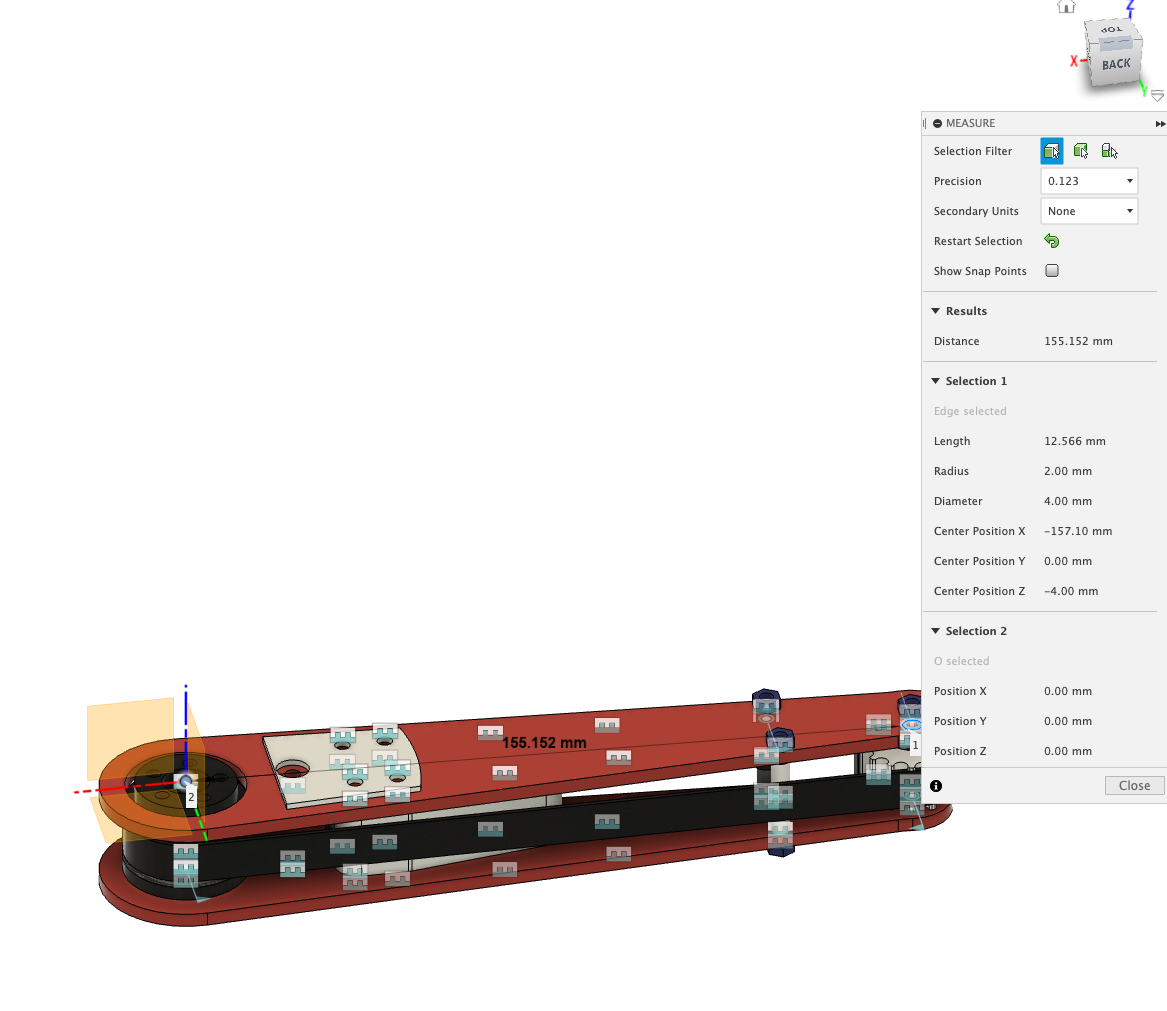 Z
TOP
X
BACK
Y
MEASURE
Selection Filter
Precision 0.123
Secondary Units None
Restart Selection
Show Snap Points
Results
Distance 155.152 mm
Selection 1
Edge selected
Length 12.566 mm
Radius 2.00 mm
Diameter 4.00 mm
Center Position X −157.10 mm
Center Position Y 0.00 mm
Center Position Z −4.00 mm
Selection 2
O selected
Position X 0.00 mm
Position Y 0.00 mm
Position Z 0.00 mm
Close
155.152 mm
1
2